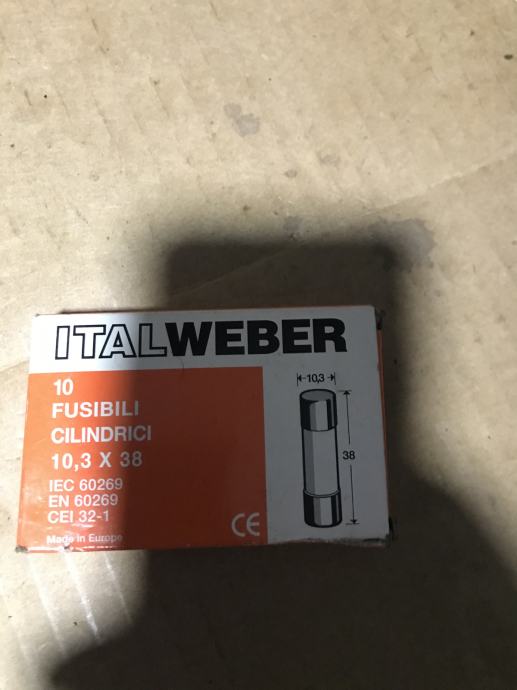 ITALWEBER
10
FUSIBILI
CILINDRICI
10,3 X 38
IEC 60269
EN 60269
CEI 32-1
Made in Europe
CE
10,3
38